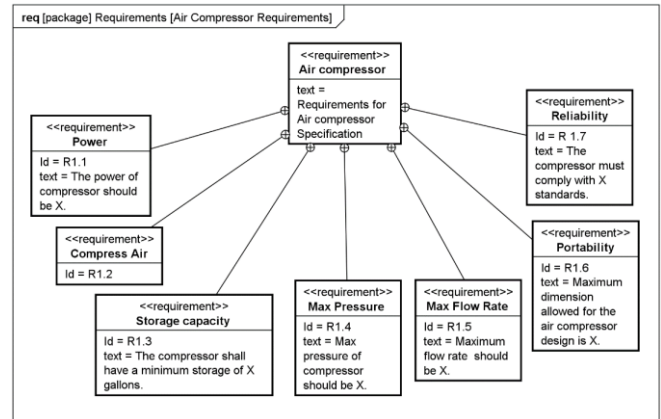 req [package] Requirements [Air Compressor Requirements]
<<requirement>>
Air compressor
text =
Requirements for
Air compressor
Specification
<<requirement>>
Power
Id = R1.1
text = The power of
compressor should
be X.
<<requirement>>
Compress Air
Id = R1.2
<<requirement>>
Storage capacity
Id = R1.3
text = The compressor shall
have a minimum storage of X
gallons.
<<requirement>>
Max Pressure
Id = R1.4
text = Max
pressure of
compressor
should be X.
<<requirement>>
Max Flow Rate
Id = R1.5
text = Maximum
flow rate should
be X.
<<requirement>>
Portability
Id = R1.6
text = Maximum
dimension
allowed for the
air compressor
design is X.
<<requirement>>
Reliability
Id = R 1.7
text = The
compressor must
comply with X
standards.